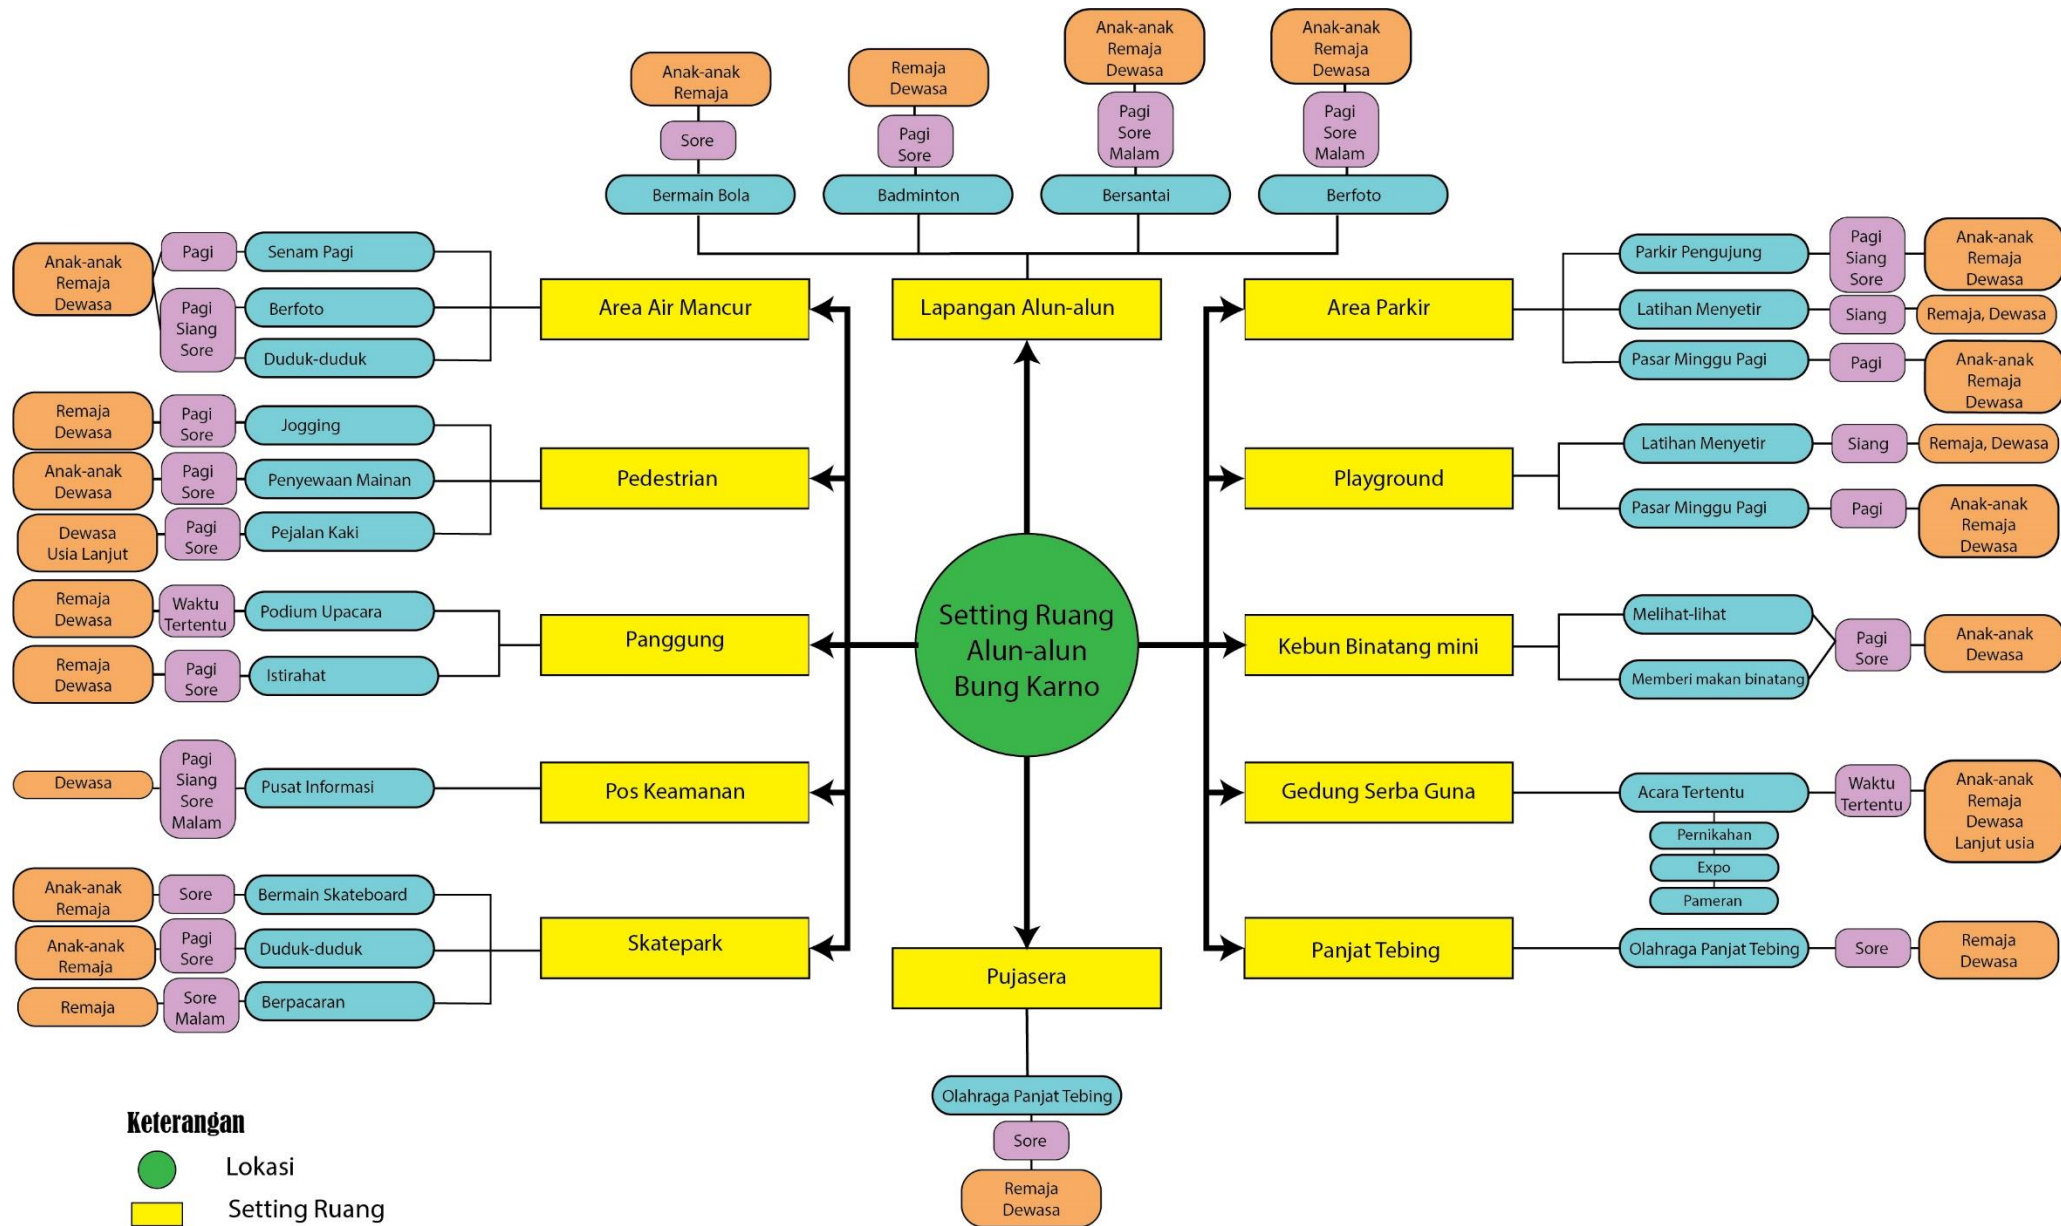 Anak-anak
Remaja
Sore
Bermain Bola
Remaja
Dewasa
Pagi
Sore
Badminton
Anak-anak
Remaja
Dewasa
Pagi
Sore
Malam
Bersantai
Anak-anak
Remaja
Dewasa
Pagi
Sore
Malam
Berfoto
Lapangan Alun-alun
Anak-anak
Remaja
Dewasa
Pagi
Senam Pagi
Pagi
Siang
Sore
Berfoto
Duduk-duduk
Area Air Mancur
Remaja
Dewasa
Pagi
Sore
Jogging
Anak-anak
Dewasa
Pagi
Sore
Penyewaan Mainan
Dewasa
Usia Lanjut
Pagi
Sore
Pejalan Kaki
Pedestrian
Remaja
Dewasa
Waktu
Tertentu
Podium Upacara
Remaja
Dewasa
Pagi
Sore
Istirahat
Panggung
Dewasa
Pagi
Siang
Sore
Malam
Pusat Informasi
Pos Keamanan
Anak-anak
Remaja
Sore
Bermain Skateboard
Anak-anak
Remaja
Pagi
Sore
Duduk-duduk
Remaja
Sore
Malam
Berpacaran
Skatepark
Setting Ruang
Alun-alun
Bung Karno
Area Parkir
Parkir Pengujung
Pagi
Siang
Sore
Anak-anak
Remaja
Dewasa
Latihan Menyetir
Siang
Remaja, Dewasa
Pasar Minggu Pagi
Pagi
Anak-anak
Remaja
Dewasa
Playground
Latihan Menyetir
Siang
Remaja, Dewasa
Pasar Minggu Pagi
Pagi
Anak-anak
Remaja
Dewasa
Kebun Binatang mini
Melihat-lihat
Memberi makan binatang
Pagi
Sore
Anak-anak
Dewasa
Gedung Serba Guna
Acara Tertentu
Pernikahan
Expo
Pameran
Waktu
Tertentu
Anak-anak
Remaja
Dewasa
Lanjut usia
Panjat Tebing
Olahraga Panjat Tebing
Sore
Remaja
Dewasa
Pujasera
Olahraga Panjat Tebing
Sore
Remaja
Dewasa
Keterangan
Lokasi
Setting Ruang